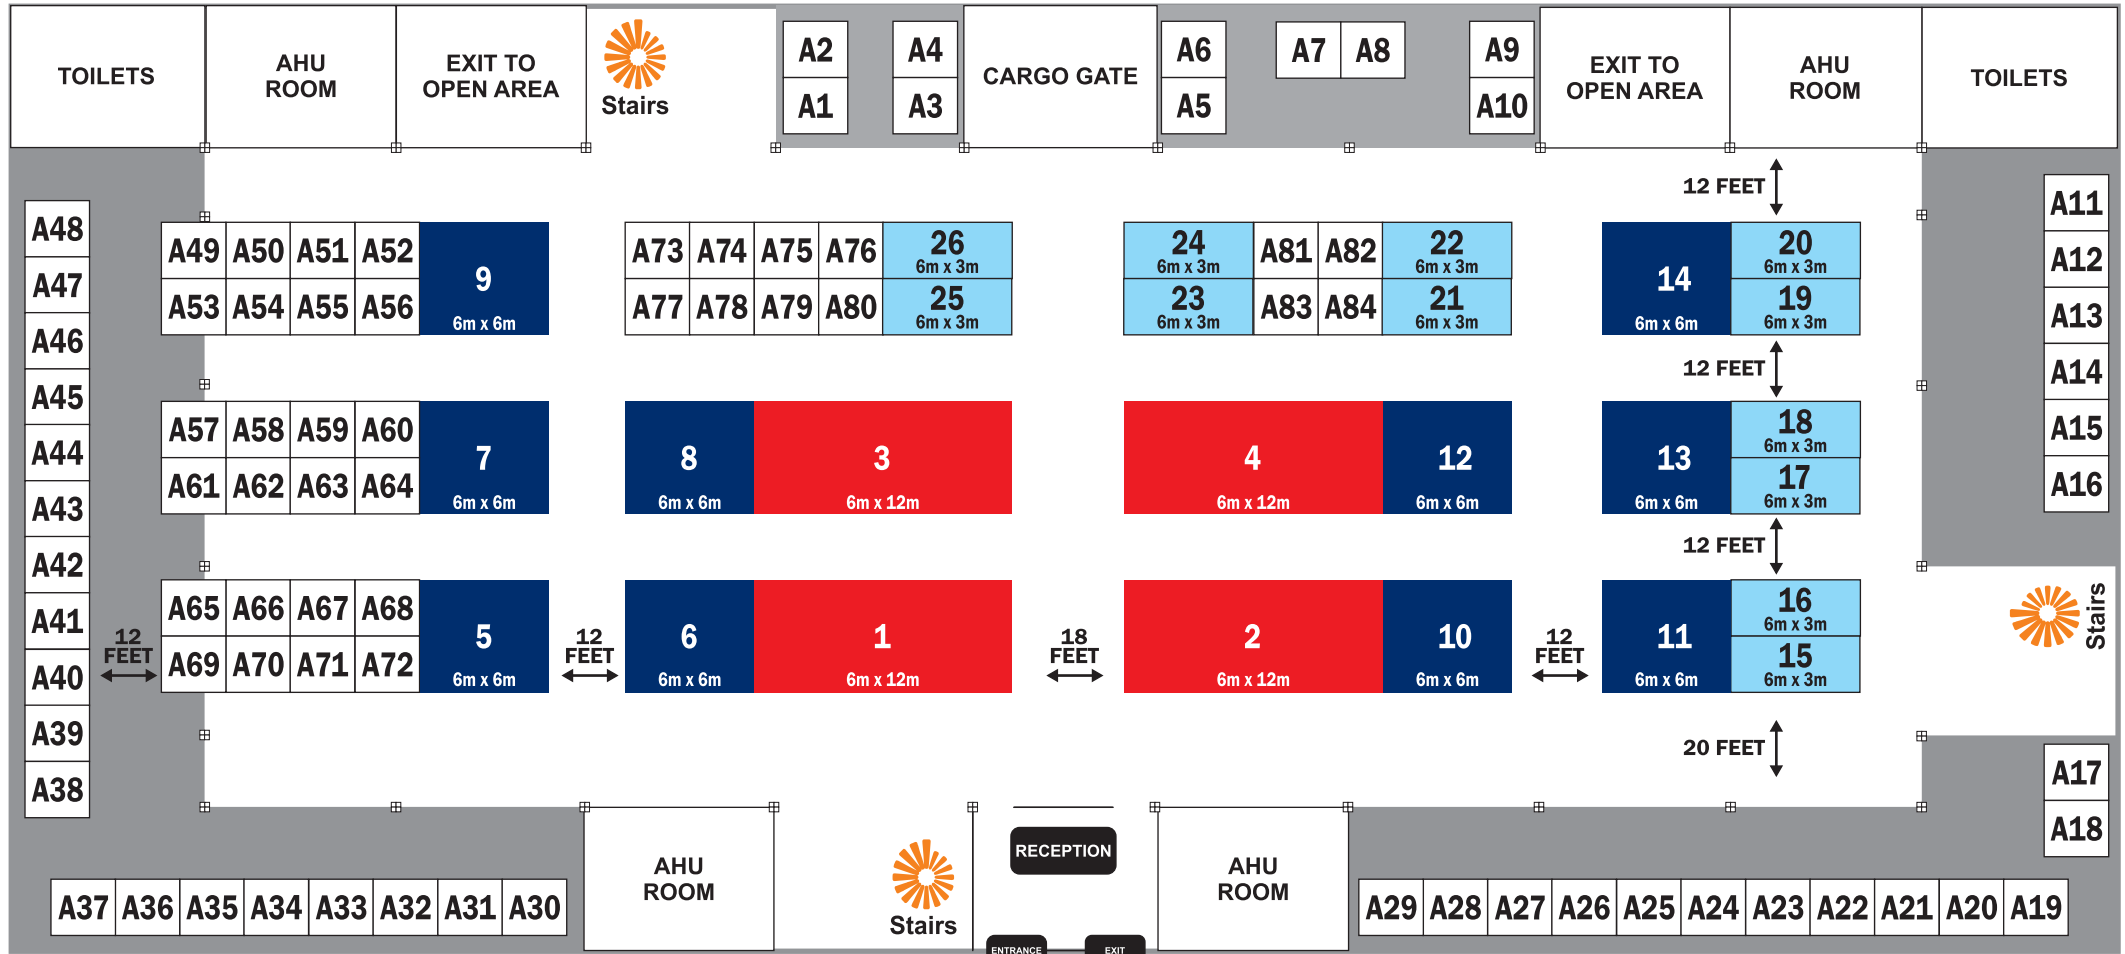 TOILETS
AHU
ROOM
EXIT TO
OPEN AREA
Stairs
A2
A1
A4
A3
CARGO GATE
A6
A5
A7 A8
A9
A10
EXIT TO
OPEN AREA
AHU
ROOM
TOILETS
12 FEET
A48
A47
A46
A45
A44
A43
A42
A41
A40
A39
A38
A49 A50 A51 A52
A53 A54 A55 A56
9
6m x 6m
A73 A74 A75 A76
A77 A78 A79 A80
26
6m x 3m
25
6m x 3m
24
6m x 3m
23
6m x 3m
A81 A82
A83 A84
22
6m x 3m
21
6m x 3m
14
6m x 6m
20
6m x 3m
19
6m x 3m
A11
A12
A13
A14
A15
A16
12 FEET
A57 A58 A59 A60
A61 A62 A63 A64
7
6m x 6m
8
6m x 6m
3
6m x 12m
4
6m x 12m
12
6m x 6m
13
6m x 6m
18
6m x 3m
17
6m x 3m
12 FEET
12
FEET
A65 A66 A67 A68
A69 A70 A71 A72
5
6m x 6m
12
FEET
6
6m x 6m
1
6m x 12m
18
FEET
2
6m x 12m
10
6m x 6m
12
FEET
11
6m x 6m
16
6m x 3m
15
6m x 3m
Stairs
20 FEET
A17
A18
A37 A36 A35 A34 A33 A32 A31 A30
AHU
ROOM
Stairs
RECEPTION
ENTRANCE
EXIT
AHU
ROOM
A29 A28 A27 A26 A25 A24 A23 A22 A21 A20 A19